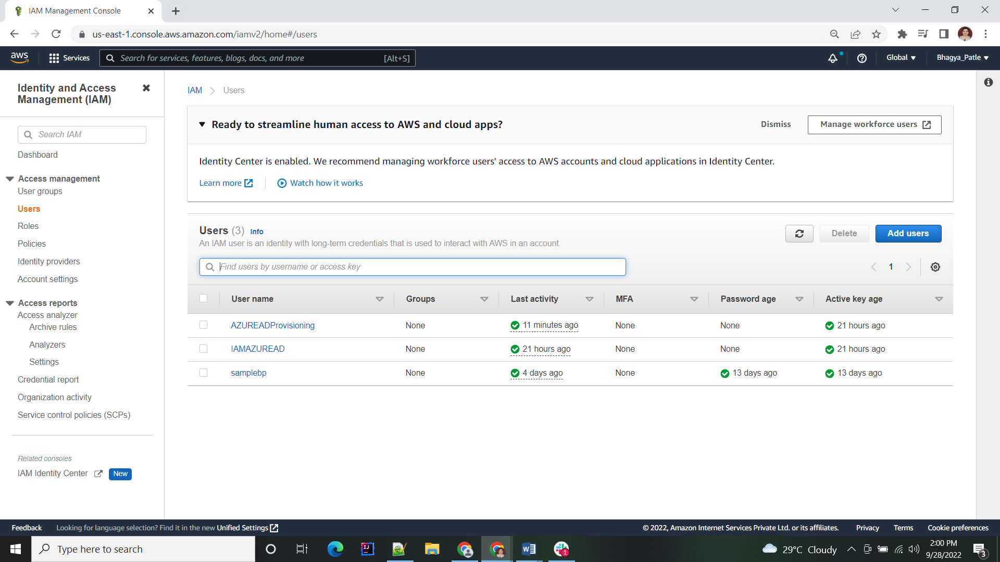 IAM Management Console
us-east-1.console.aws.amazon.com/iamv2/home#/users
aws
Services
Search for services, features, blogs, docs, and more
[Alt+S]
Global
Bhagya_Patle
Identity and Access
Management (IAM)
Search IAM
Dashboard
Access management
User groups
Users
Roles
Policies
Identity providers
Account settings
Access reports
Access analyzer
Archive rules
Analyzers
Settings
Credential report
Organization activity
Service control policies (SCPs)
Related consoles
IAM Identity Center
New
IAM
Users
Ready to streamline human access to AWS and cloud apps?
Dismiss
Manage workforce users
Identity Center is enabled. We recommend managing workforce users' access to AWS accounts and cloud applications in Identity Center.
Learn more
Watch how it works
Users (3) Info
An IAM user is an identity with long-term credentials that is used to interact with AWS in an account.
Delete
Add users
Find users by username or access key
1
User name Groups Last activity MFA Password age Active key age
AZUREADProvisioning None 11 minutes ago None None 21 hours ago
IAMAZUREAD None 21 hours ago None None 21 hours ago
samplebp None 4 days ago None 13 days ago 13 days ago
Feedback
Looking for language selection? Find it in the new Unified Settings
© 2022, Amazon Internet Services Private Ltd. or its affiliates.
Privacy
Terms
Cookie preferences
Type here to search
IJ
W
1
29°C Cloudy
2:00 PM
9/28/2022
3